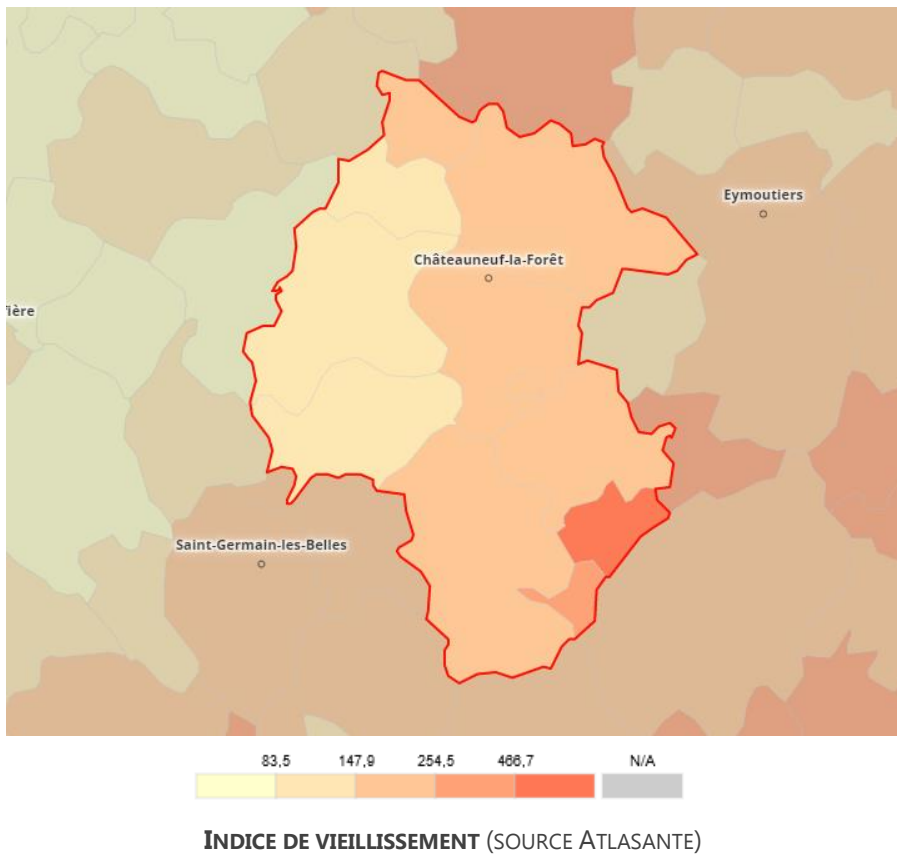 Eymoutiers
Châteauneuf-la-Forêt
ière
Saint-Germain-les-Belles
83,5 147,9 254,5 466,7 N/A
INDICE DE VIEILLISSEMENT (SOURCE ATLASANTE)